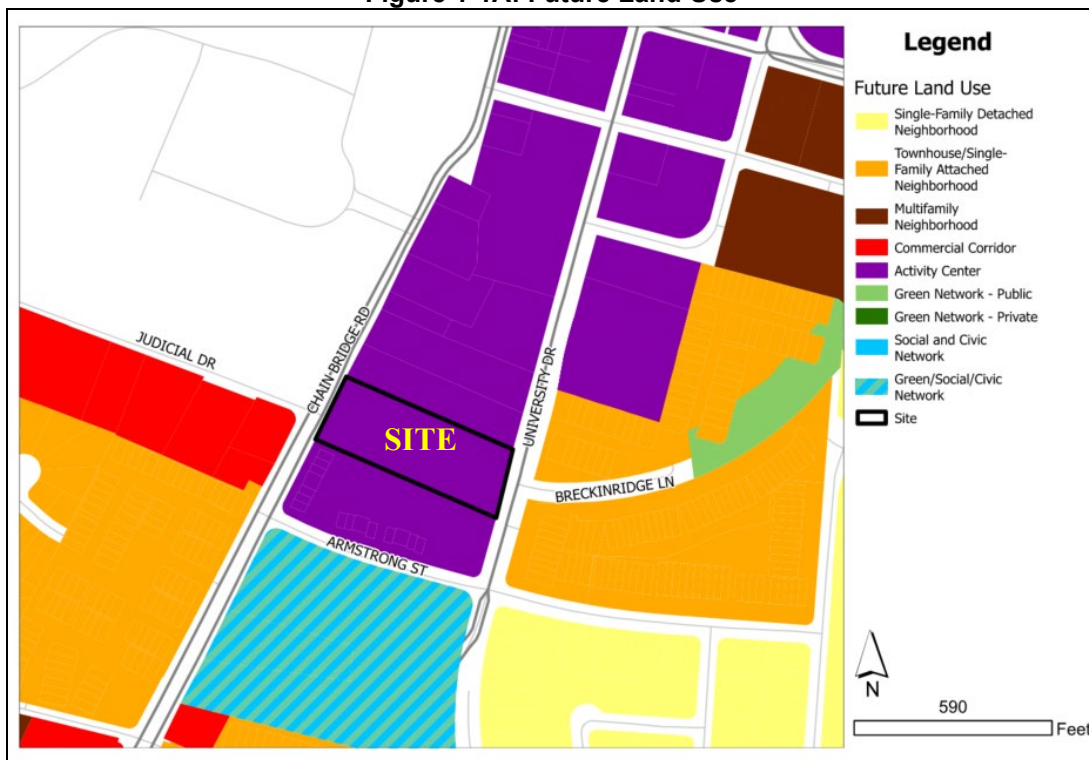 Figure Future Land Use
Legend
Future Land Use
Single-Family Detached
Neighborhood
Townhouse/Single-
Family Attached
Neighborhood
Multifamily
Neighborhood
Commercial Corridor
Activity Center
Green Network - Public
Green Network - Private
Social and Civic
Network
Green/Social/Civic
Network
Site
JUDICIAL DR
CHAIN BRIDGE RD
UNIVERSITY DR
SITE
BRECKINRIDGE LN
ARMSTRONG ST
N
590
Feet